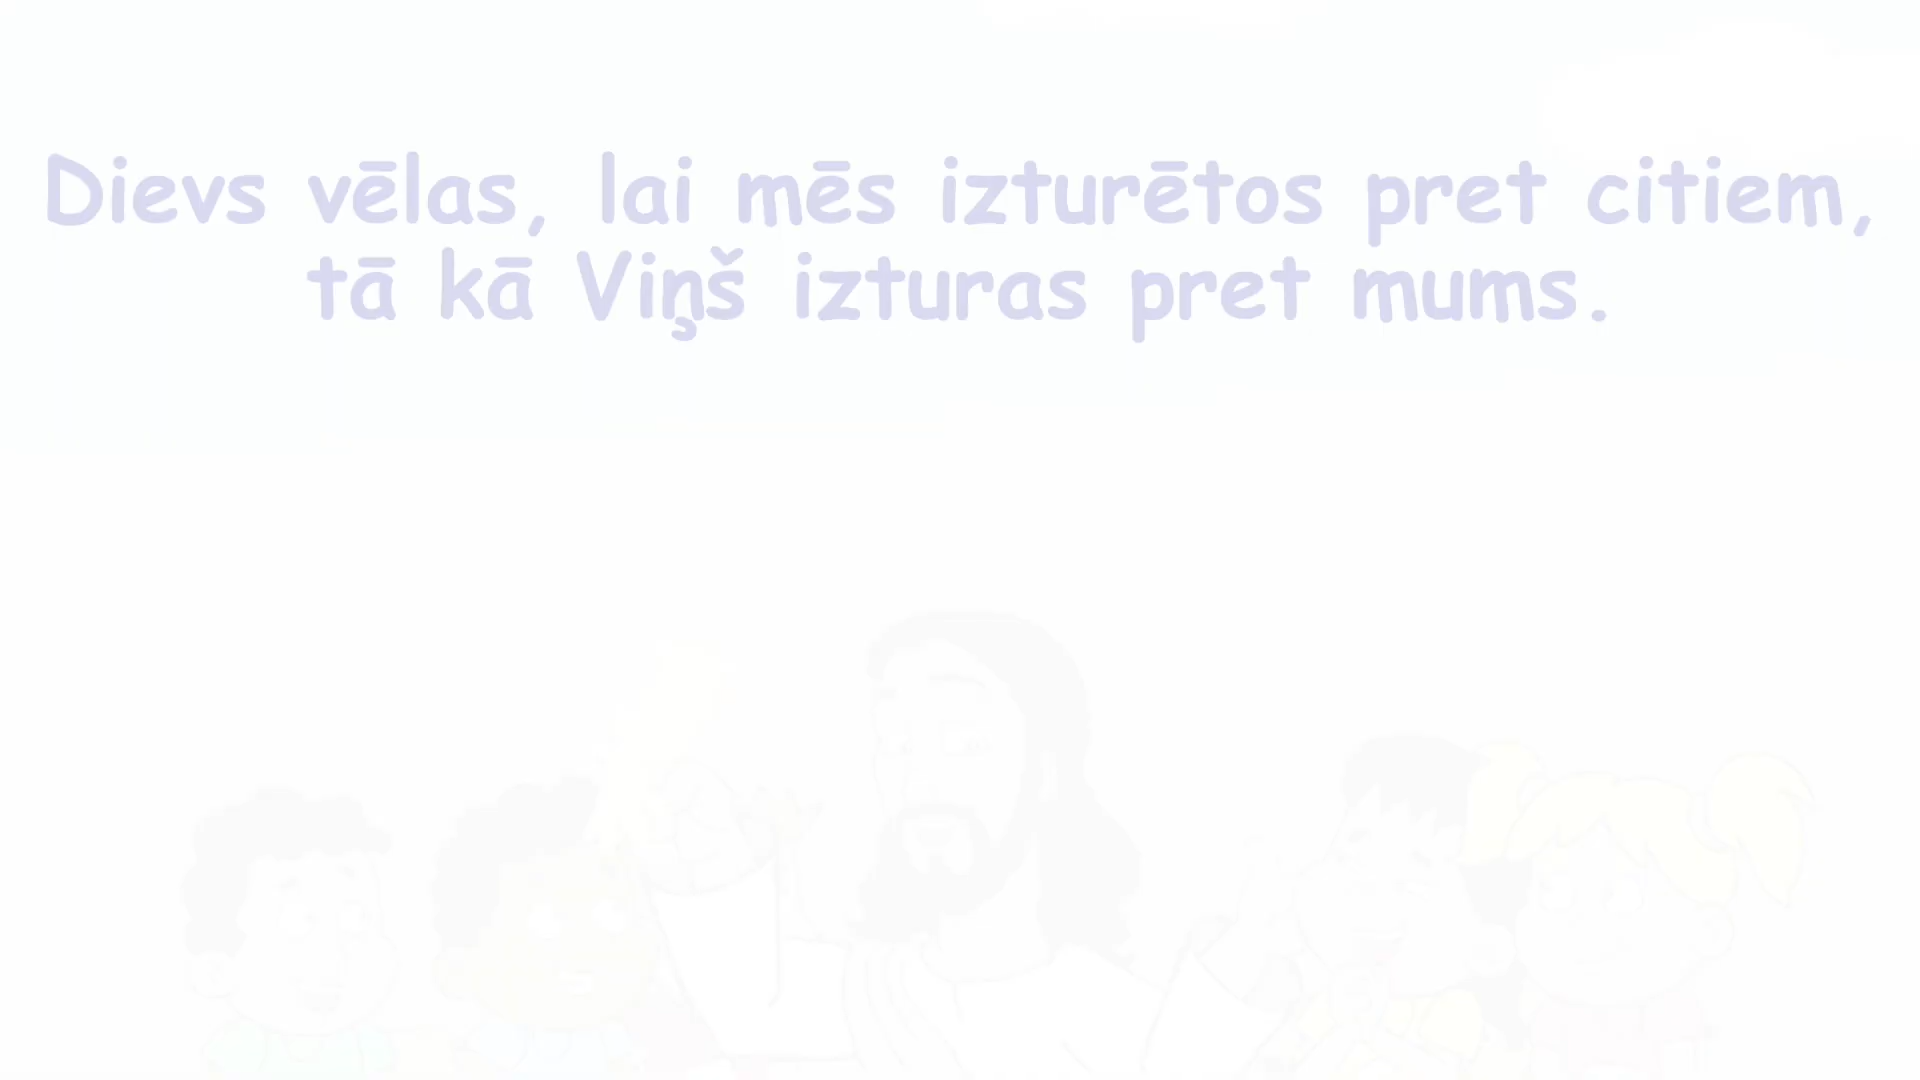 Dievs vēlas, lai mēs izturētos pret citiem,
tā kā Viņš izturas pret mums.